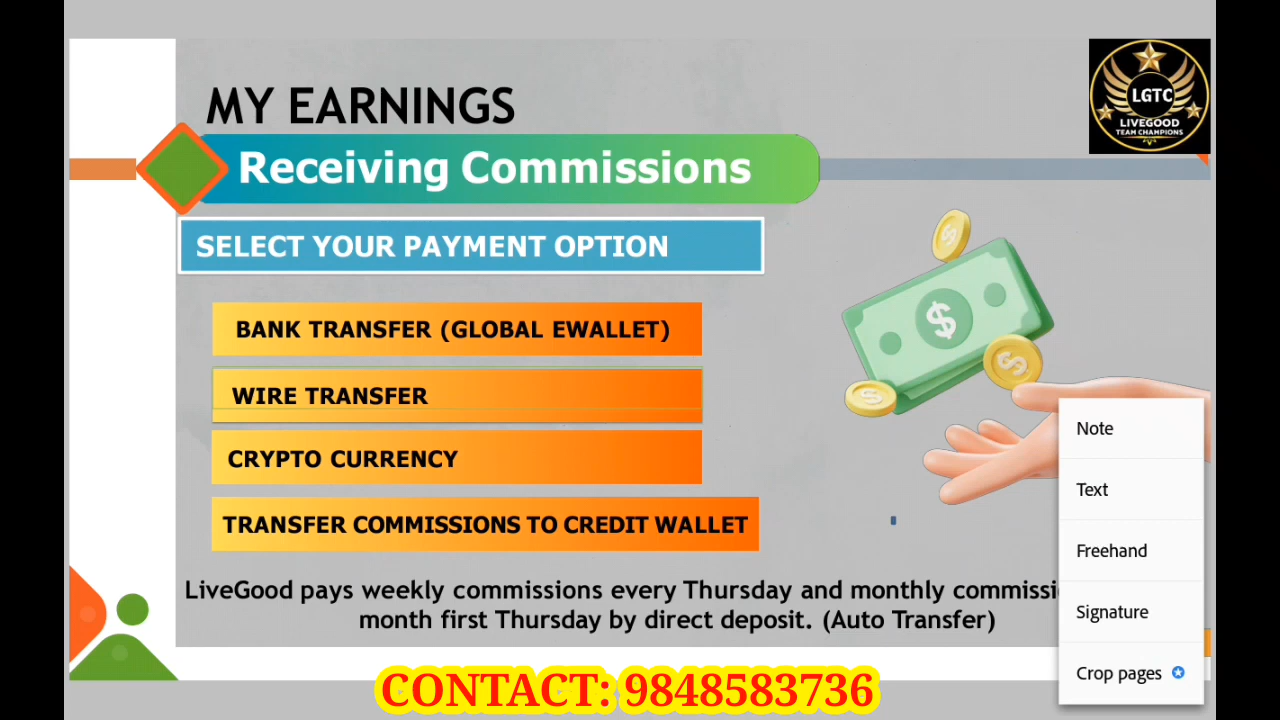 MY EARNINGS
LGTC
LIVEGOOD
TEAM CHAMPIONS
Receiving Commissions
SELECT YOUR PAYMENT OPTION
BANK TRANSFER (GLOBAL EWALLET)
WIRE TRANSFER
CRYPTO CURRENCY
TRANSFER COMMISSIONS TO CREDIT WALLET
LiveGood pays weekly commissions every Thursday and monthly
month first Thursday by direct deposit. (Auto Transfer)
Note
Text
Freehand
Signature
Crop pages
CONTACT: 9848583736